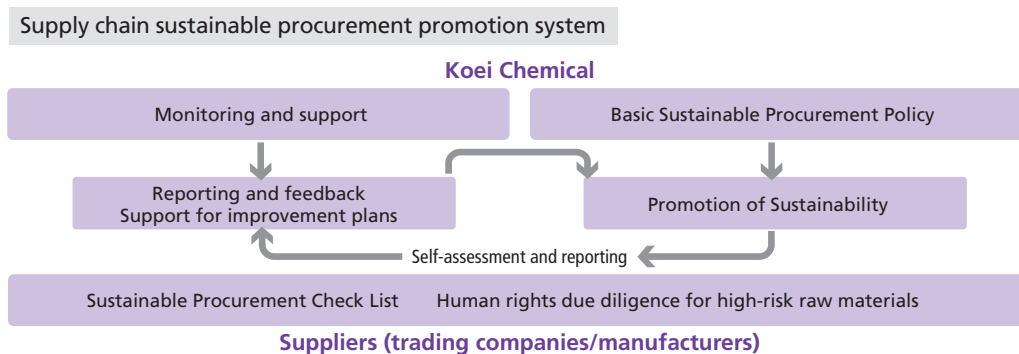 Supply chain sustainable procurement promotion system
Koei Chemical
Monitoring and support
Basic Sustainable Procurement Policy
Reporting and feedback
Support for improvement plans
Promotion of Sustainability
Self-assessment and reporting
Sustainable Procurement Check List
Human rights due diligence for high-risk raw materials
Suppliers (trading companies/manufacturers)